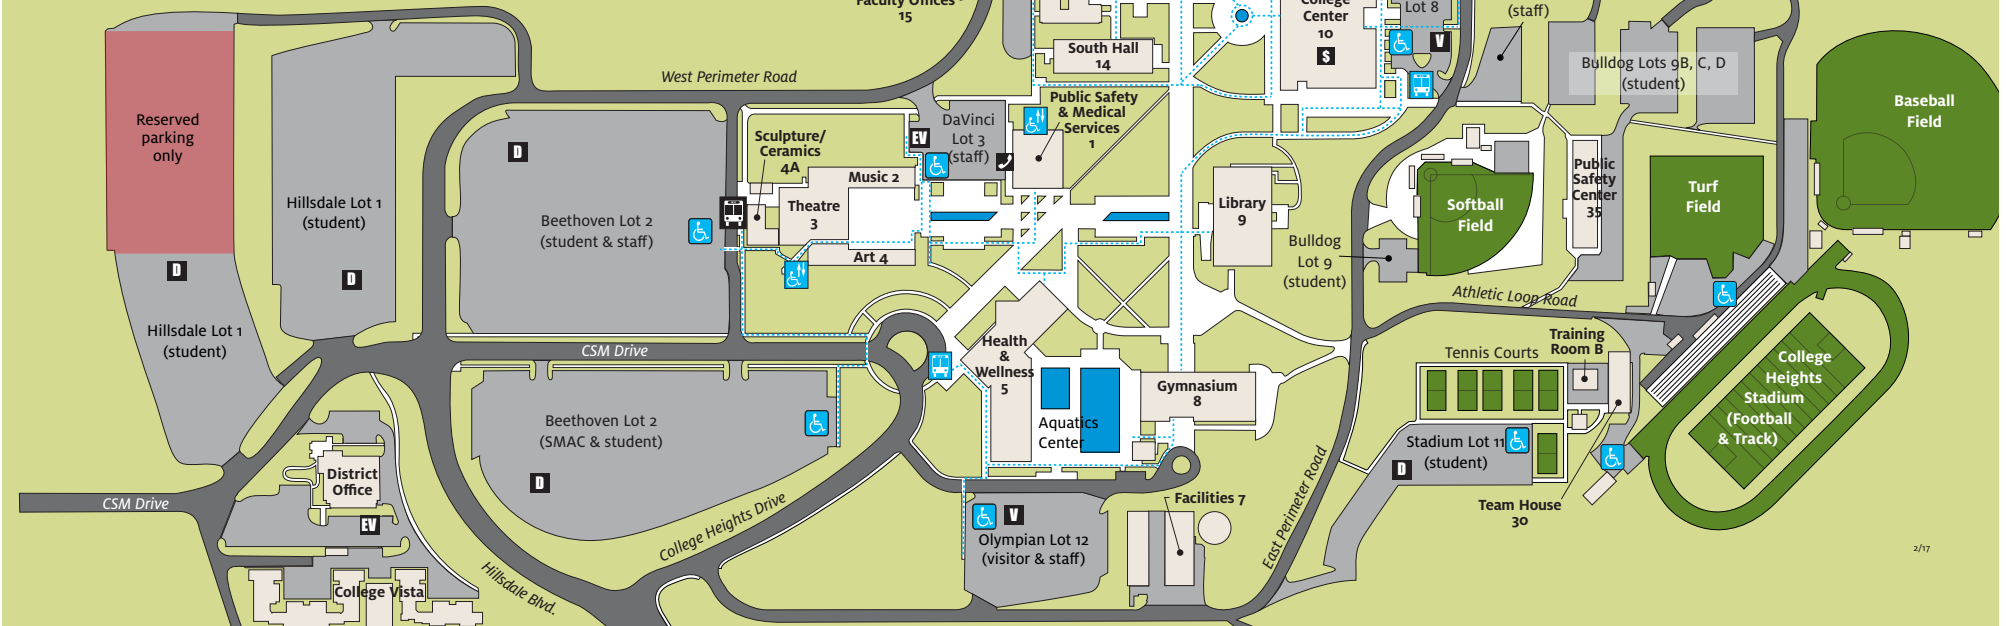 Faculty Offices
15
College
Center
10
$
Lot 8
V
(staff)
South Hall
14
West Perimeter Road
Bulldog Lots 9B, C, D
(student)
Baseball
Field
Reserved
parking
only
D
Sculpture/
Ceramics
4A
EV
DaVinci
Lot 3
(staff)
Public Safety
& Medical
Services
1
Music 2
Theatre
3
Art 4
Hillsdale Lot 1
(student)
D
Beethoven Lot 2
(student & staff)
Library
9
Softball
Field
Public
Safety
Center
35
Turf
Field
Bulldog
Lot 9
(student)
D
Hillsdale Lot 1
(student)
Athletic Loop Road
CSM Drive
Health
&
Wellness
5
Aquatics
Center
Gymnasium
8
Tennis Courts
Training
Room B
College
Heights
Stadium
(Football
& Track)
Beethoven Lot 2
(SMAC & student)
D
Stadium Lot 11
(student)
D
District
Office
EV
CSM Drive
College Heights Drive
Hillsdale Blvd.
College Vista
V
Olympian Lot 12
(visitor & staff)
Facilities 7
East Perimeter Road
Team House
30
2/17